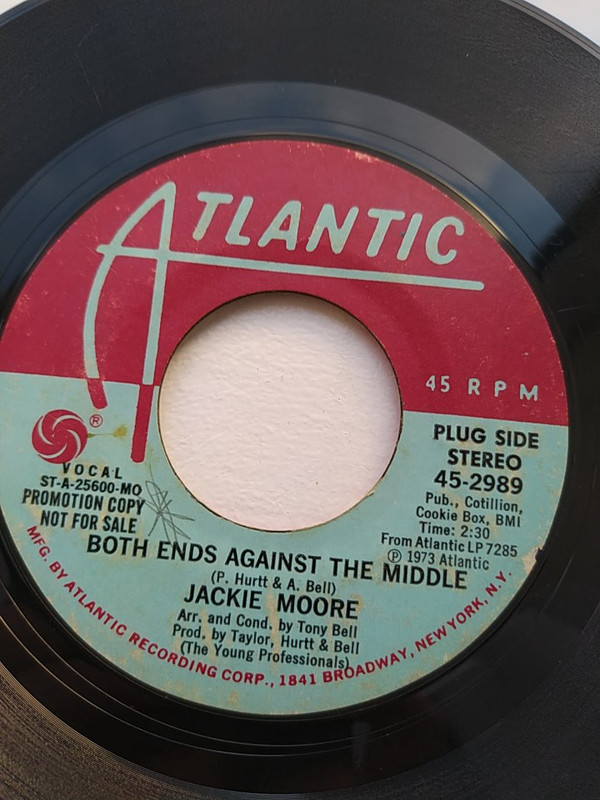 ATLANTIC
45 RPM
®
VOCAL
ST-A-25600-MO
PROMOTION COPY
NOT FOR SALE
PLUG SIDE
STEREO
45-2989
Pub., Cotillion,
Cookie Box, BMI
Time: 2:30
From Atlantic LP 7285
℗ 1973 Atlantic
BOTH ENDS AGAINST THE MIDDLE
(P. Hurtt & A. Bell)
JACKIE MOORE
Arr. and Cond. by Tony Bell
Prod. by Taylor, Hurtt & Bell
(The Young Professionals)
MFG. BY ATLANTIC RECORDING CORP., 1841 BROADWAY, NEW YORK, N.Y.